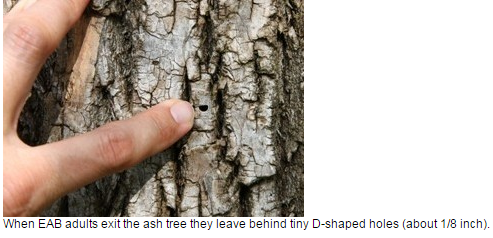 When EAB adults exit the ash tree they leave behind tiny D-shaped holes (about 1/8 inch).